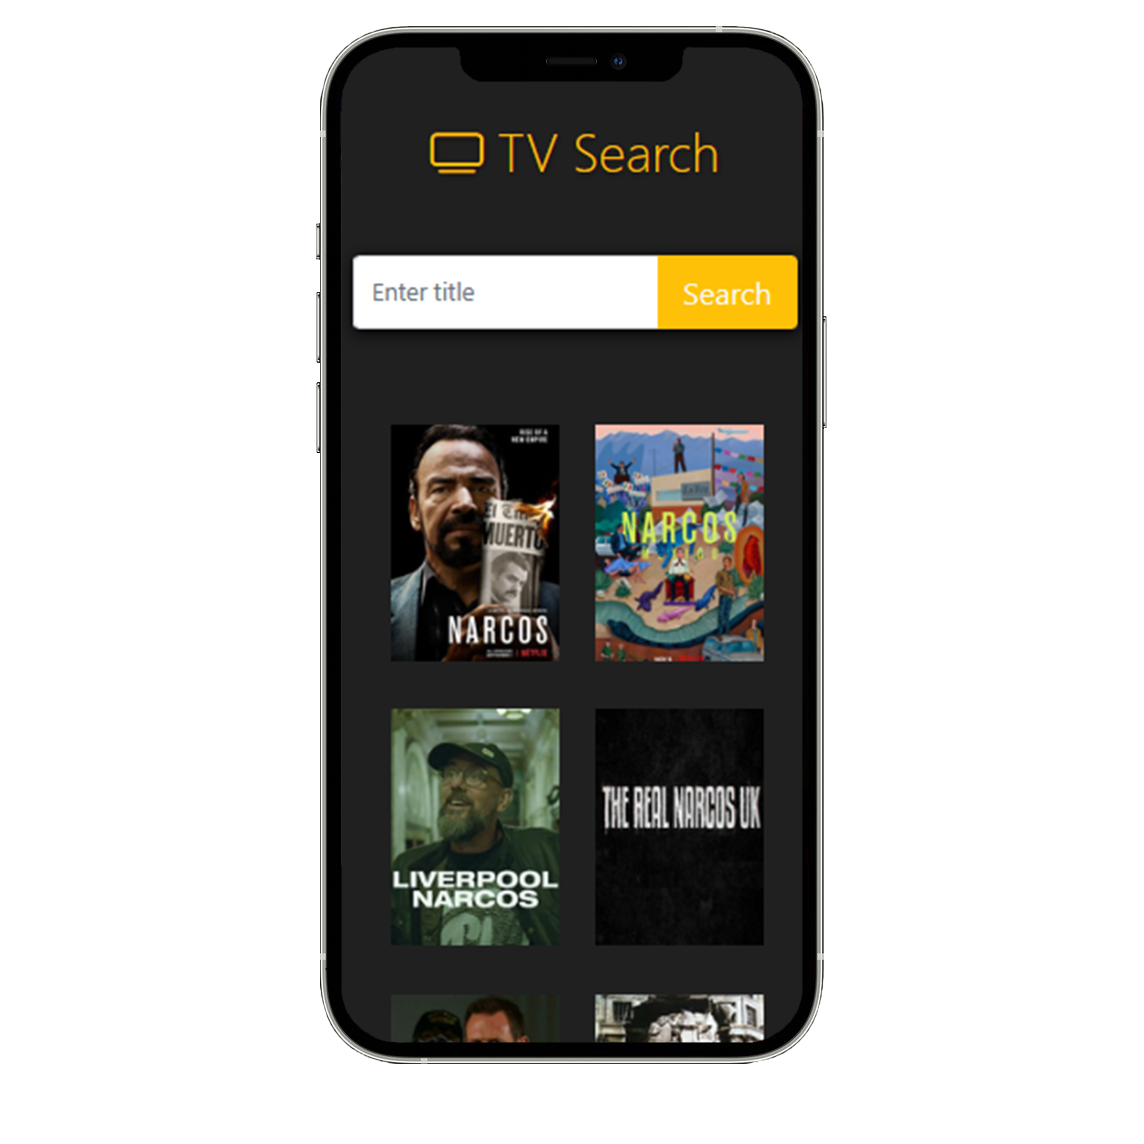 TV Search
Enter title
Search
RISE OF A
NEW EMPIRE
El
MUERTO
NARCOS
NETFLIX
NARCOS
LIVERPOOL
NARCOS
THE REAL NARCOS UK